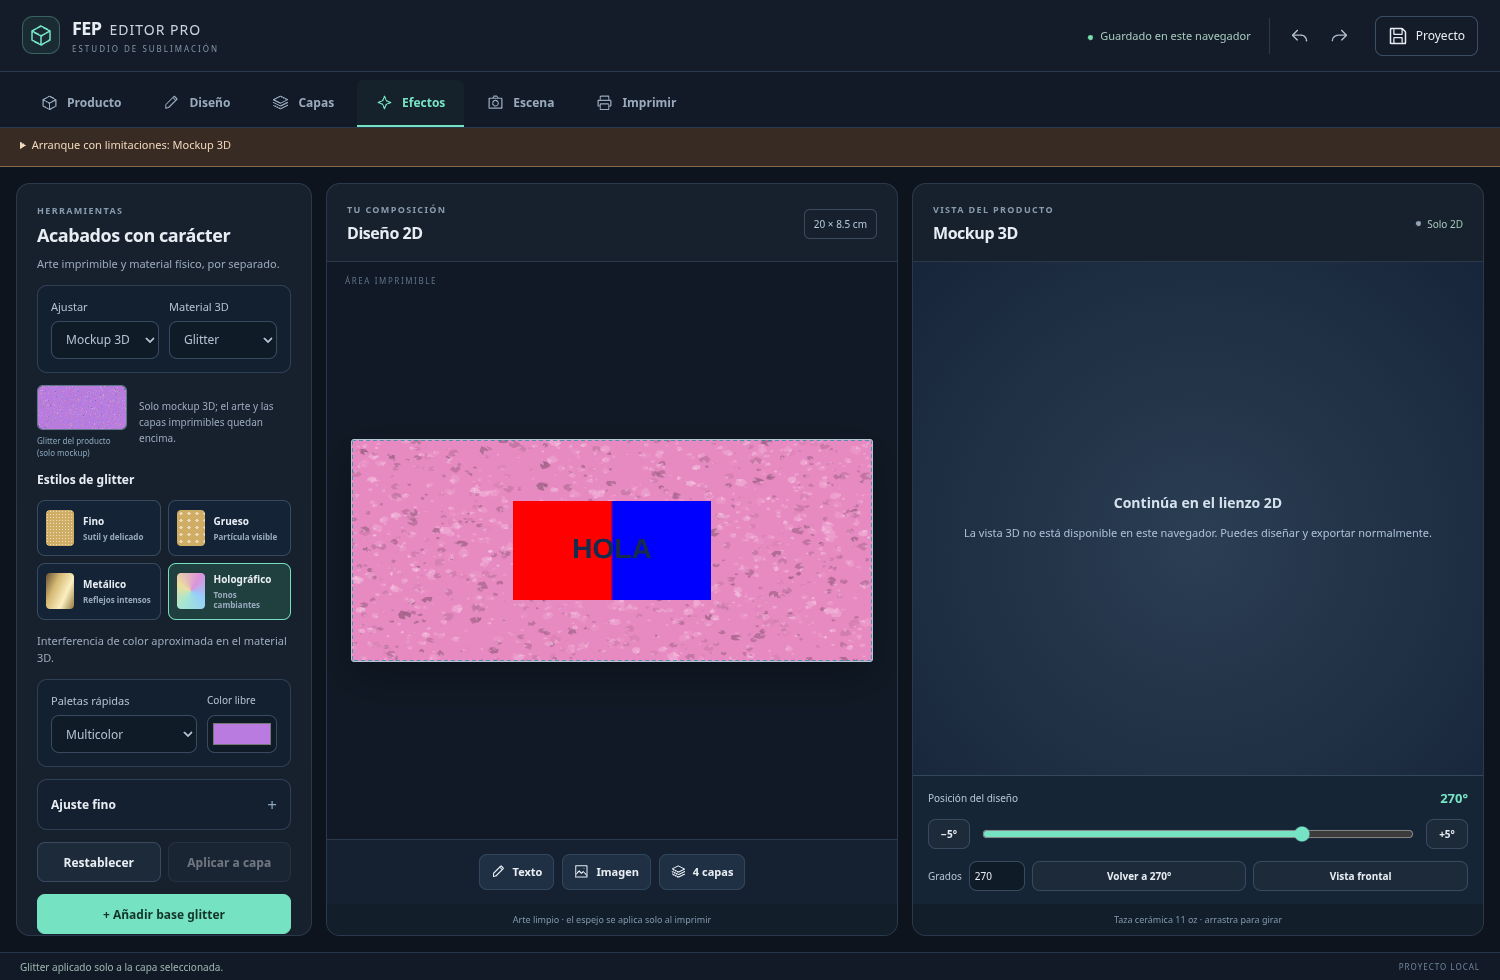 FEP EDITOR PRO
ESTUDIO DE SUBLIMACIÓN
Guardado en este navegador
Proyecto
Producto
Diseño
Capas
Efectos
Escena
Imprimir
Arranque con limitaciones: Mockup 3D
HERRAMIENTAS
Acabados con carácter
Arte imprimible y material físico, por separado.
Ajustar
Material 3D
Mockup 3D
Glitter
Glitter del producto
(solo mockup)
Solo mockup 3D; el arte y las
capas imprimibles quedan
encima.
Estilos de glitter
Fino
Sutil y delicado
Grueso
Partícula visible
Metálico
Reflejos intensos
Holográfico
Tonos
cambiantes
Interferencia de color aproximada en el material
3D.
Paletas rápidas
Color libre
Multicolor
Ajuste fino
+
Restablecer
Aplicar a capa
+ Añadir base glitter
TU COMPOSICIÓN
Diseño 2D
20 × 8.5 cm
ÁREA IMPRIMIBLE
HOLA
Texto
Imagen
4 capas
Arte limpio · el espejo se aplica solo al imprimir
VISTA DEL PRODUCTO
Mockup 3D
Solo 2D
Continúa en el lienzo 2D
La vista 3D no está disponible en este navegador. Puedes diseñar y exportar normalmente.
Posición del diseño
270°
−5°
+5°
Grados
270
Volver a 270°
Vista frontal
Taza cerámica 11 oz · arrastra para girar
Glitter aplicado solo a la capa seleccionada.
PROYECTO LOCAL